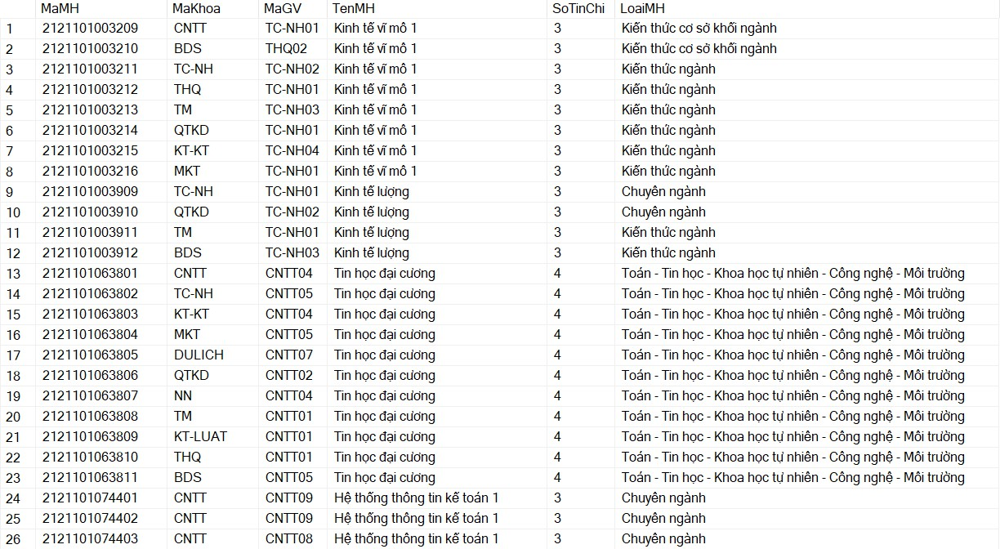 MaMH MaKhoa MaGV TenMH SoTinChi LoaiMH
1 2121101003209 CNTT TC-NH01 Kinh tế vĩ mô 1 3 Kiến thức cơ sở khối ngành
2 2121101003210 BDS THQ02 Kinh tế vĩ mô 1 3 Kiến thức cơ sở khối ngành
3 2121101003211 TC-NH TC-NH02 Kinh tế vĩ mô 1 3 Kiến thức ngành
4 2121101003212 THQ TC-NH01 Kinh tế vĩ mô 1 3 Kiến thức ngành
5 2121101003213 TM TC-NH03 Kinh tế vĩ mô 1 3 Kiến thức ngành
6 2121101003214 QTKD TC-NH01 Kinh tế vĩ mô 1 3 Kiến thức ngành
7 2121101003215 KT-KT TC-NH04 Kinh tế vĩ mô 1 3 Kiến thức ngành
8 2121101003216 MKT TC-NH01 Kinh tế vĩ mô 1 3 Kiến thức ngành
9 2121101003909 TC-NH TC-NH01 Kinh tế lượng 3 Chuyên ngành
10 2121101003910 QTKD TC-NH02 Kinh tế lượng 3 Chuyên ngành
11 2121101003911 TM TC-NH01 Kinh tế lượng 3 Kiến thức ngành
12 2121101003912 BDS TC-NH03 Kinh tế lượng 3 Kiến thức ngành
13 2121101063801 CNTT CNTT04 Tin học đại cương 4 Toán - Tin học - Khoa học tự nhiên - Công nghệ - Môi trường
14 2121101063802 TC-NH CNTT05 Tin học đại cương 4 Toán - Tin học - Khoa học tự nhiên - Công nghệ - Môi trường
15 2121101063803 KT-KT CNTT04 Tin học đại cương 4 Toán - Tin học - Khoa học tự nhiên - Công nghệ - Môi trường
16 2121101063804 MKT CNTT05 Tin học đại cương 4 Toán - Tin học - Khoa học tự nhiên - Công nghệ - Môi trường
17 2121101063805 DULICH CNTT07 Tin học đại cương 4 Toán - Tin học - Khoa học tự nhiên - Công nghệ - Môi trường
18 2121101063806 QTKD CNTT02 Tin học đại cương 4 Toán - Tin học - Khoa học tự nhiên - Công nghệ - Môi trường
19 2121101063807 NN CNTT04 Tin học đại cương 4 Toán - Tin học - Khoa học tự nhiên - Công nghệ - Môi trường
20 2121101063808 TM CNTT01 Tin học đại cương 4 Toán - Tin học - Khoa học tự nhiên - Công nghệ - Môi trường
21 2121101063809 KT-LUAT CNTT01 Tin học đại cương 4 Toán - Tin học - Khoa học tự nhiên - Công nghệ - Môi trường
22 2121101063810 THQ CNTT01 Tin học đại cương 4 Toán - Tin học - Khoa học tự nhiên - Công nghệ - Môi trường
23 2121101063811 BDS CNTT05 Tin học đại cương 4 Toán - Tin học - Khoa học tự nhiên - Công nghệ - Môi trường
24 2121101074401 CNTT CNTT09 Hệ thống thông tin kế toán 1 3 Chuyên ngành
25 2121101074402 CNTT CNTT09 Hệ thống thông tin kế toán 1 3 Chuyên ngành
26 2121101074403 CNTT CNTT08 Hệ thống thông tin kế toán 1 3 Chuyên ngành